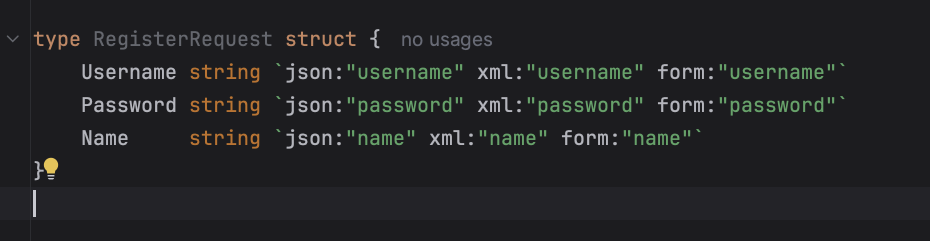 type RegisterRequest struct { no usages
    Username string `json:"username" xml:"username" form:"username"`
    Password string `json:"password" xml:"password" form:"password"`
    Name     string `json:"name" xml:"name" form:"name"`
}